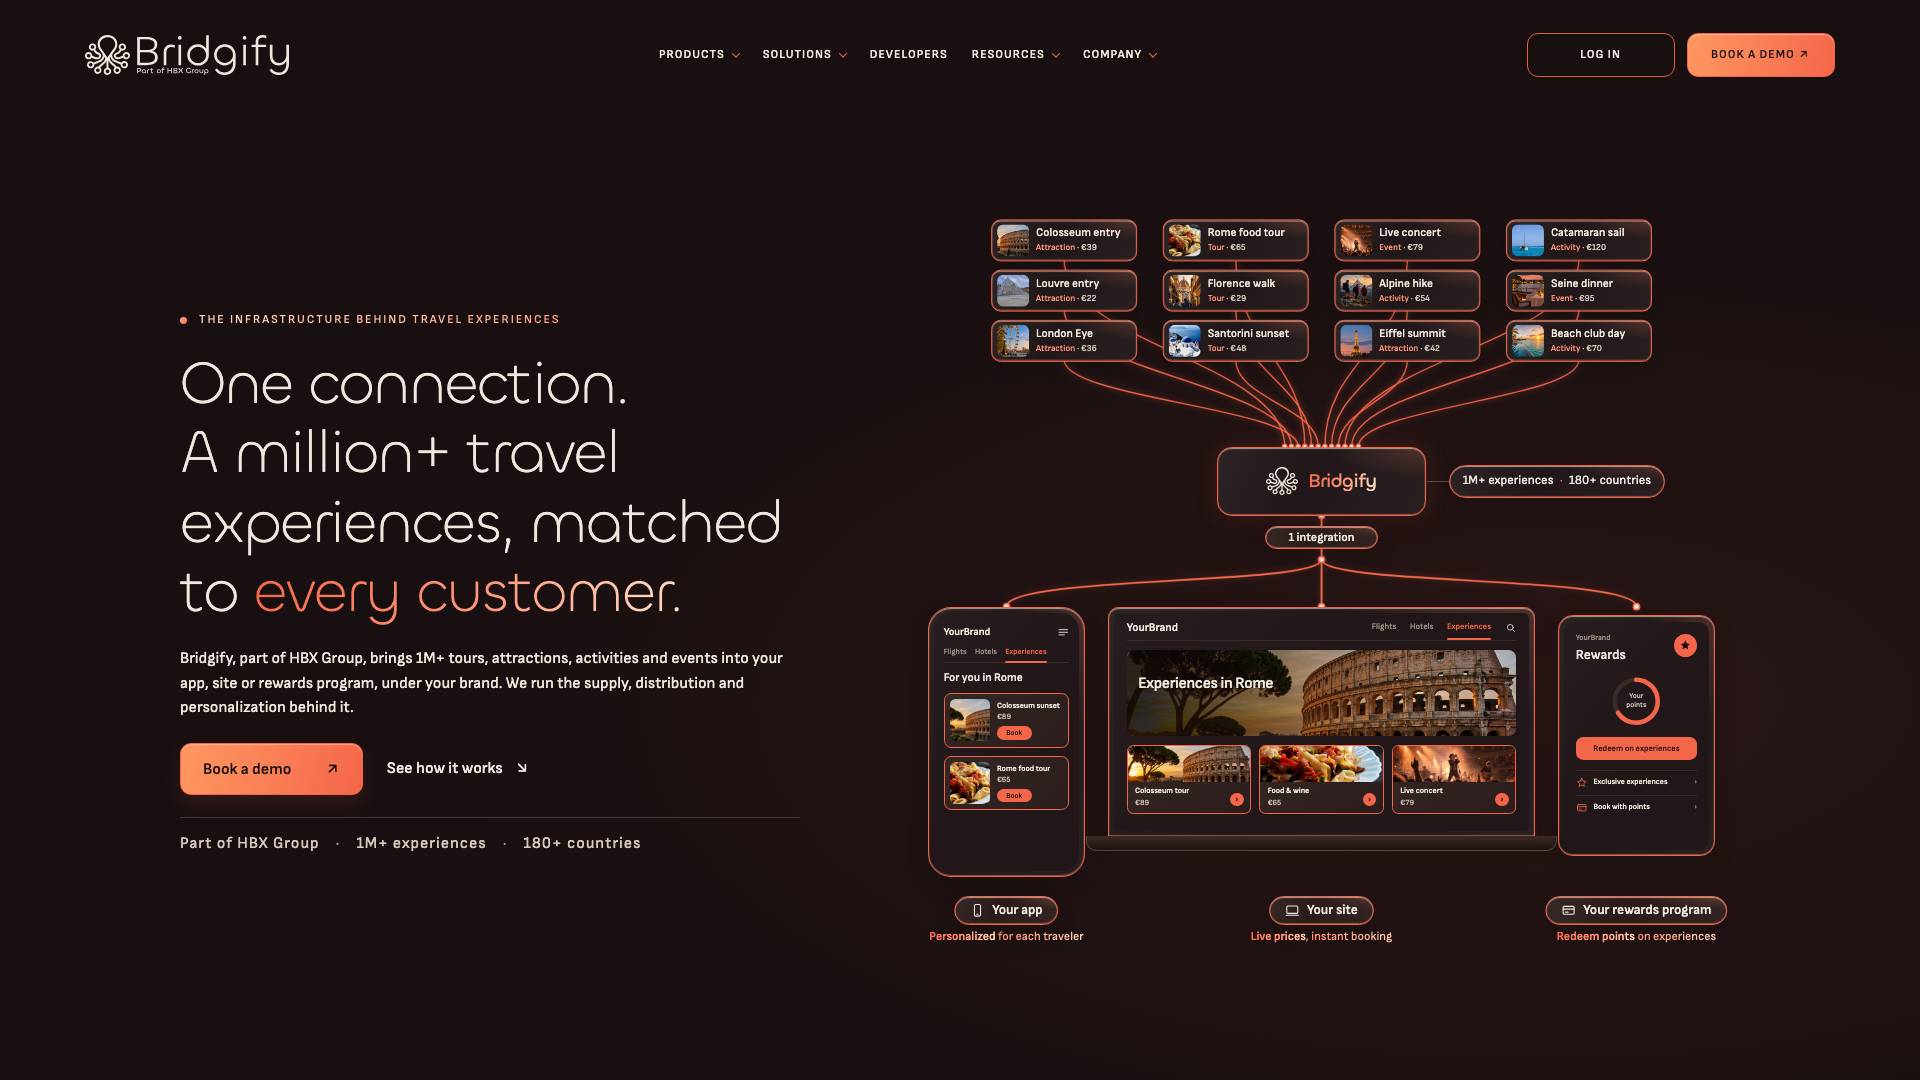 Bridgify
Part of HBX Group
PRODUCTS
SOLUTIONS
DEVELOPERS
RESOURCES
COMPANY
LOG IN
BOOK A DEMO
THE INFRASTRUCTURE BEHIND TRAVEL EXPERIENCES
One connection.
A million+ travel
experiences, matched
to every customer.
Bridgify, part of HBX Group, brings 1M+ tours, attractions, activities and events into your
app, site or rewards program, under your brand. We run the supply, distribution and
personalization behind it.
Book a demo
See how it works
Part of HBX Group · 1M+ experiences · 180+ countries
Colosseum entry
Attraction · €39
Rome food tour
Tour · €65
Live concert
Event · €79
Catamaran sail
Activity · €120
Louvre entry
Attraction · €22
Florence walk
Tour · €29
Alpine hike
Activity · €54
Seine dinner
Event · €95
London Eye
Attraction · €36
Santorini sunset
Tour · €48
Eiffel summit
Attraction · €42
Beach club day
Activity · €70
Bridgify
1M+ experiences · 180+ countries
1 integration
YourBrand
Flights Hotels Experiences
For you in Rome
Colosseum sunset
€89
Book
Rome food tour
€65
Book
YourBrand
Flights Hotels Experiences
Experiences in Rome
Colosseum tour
€89
Food & wine
€65
Live concert
€79
YourBrand
Rewards
Your
points
Redeem on experiences
Exclusive experiences
Book with points
Your app
Personalized for each traveler
Your site
Live prices, instant booking
Your rewards program
Redeem points on experiences